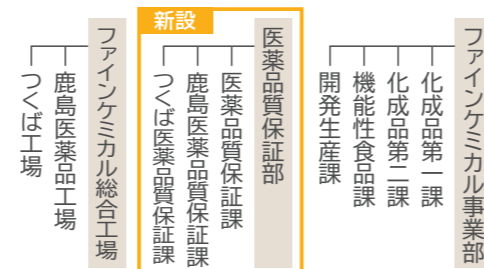 ファインケミカル事業部
化成品第一課
化成品第二課
機能性食品課
開発生産課
新設
医薬品質保証部
医薬品質保証課
鹿島医薬品質保証課
つくば医薬品質保証課
ファインケミカル総合工場
鹿島医薬品工場
つくば工場